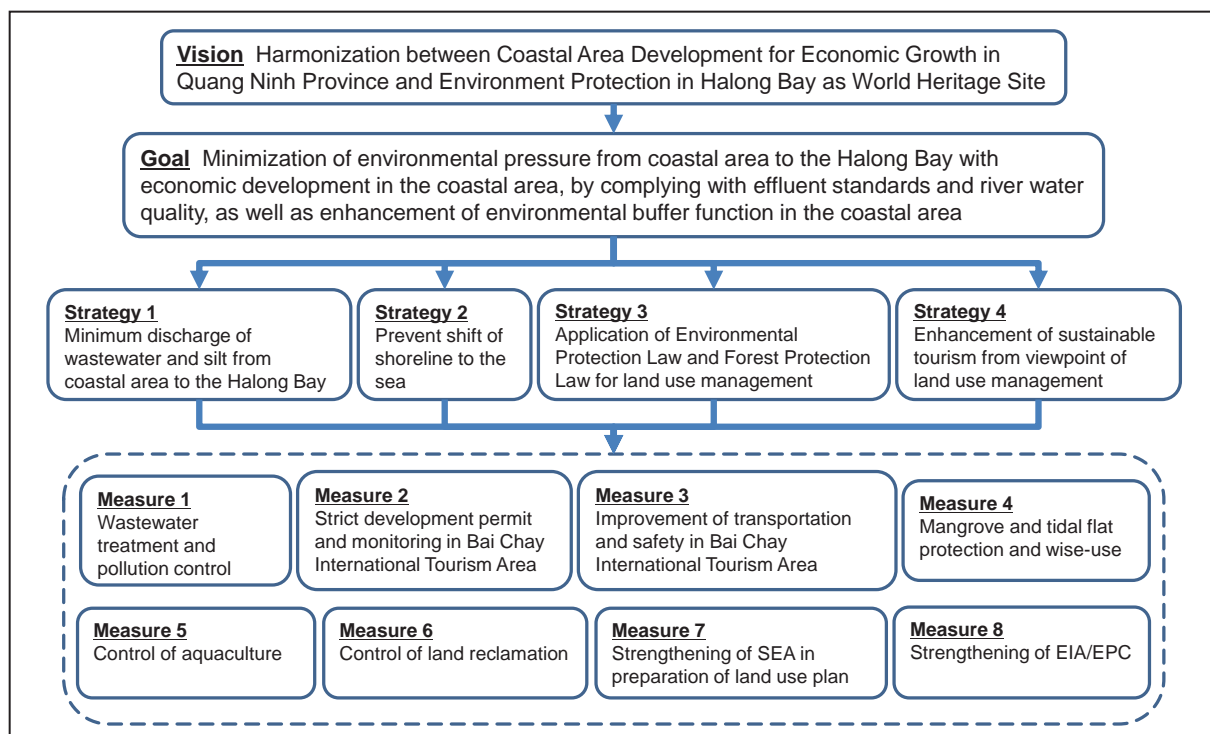 Vision Harmonization between Coastal Area Development for Economic Growth in
Quang Ninh Province and Environment Protection in Halong Bay as World Heritage Site
Goal Minimization of environmental pressure from coastal area to the Halong Bay with
economic development in the coastal area, by complying with effluent standards and river water
quality, as well as enhancement of environmental buffer function in the coastal area
Strategy 1
Minimum discharge of
wastewater and silt from
coastal area to the Halong Bay
Strategy 2
Prevent shift of
shoreline to the
sea
Strategy 3
Application of Environmental
Protection Law and Forest Protection
Law for land use management
Strategy 4
Enhancement of sustainable
tourism from viewpoint of
land use management
Measure 1
Wastewater
treatment and
pollution control
Measure 2
Strict development permit
and monitoring in Bai Chay
International Tourism Area
Measure 3
Improvement of transportation
and safety in Bai Chay
International Tourism Area
Measure 4
Mangrove and tidal flat
protection and wise-use
Measure 5
Control of aquaculture
Measure 6
Control of land reclamation
Measure 7
Strengthening of SEA in
preparation of land use plan
Measure 8
Strengthening of EIA/EPC